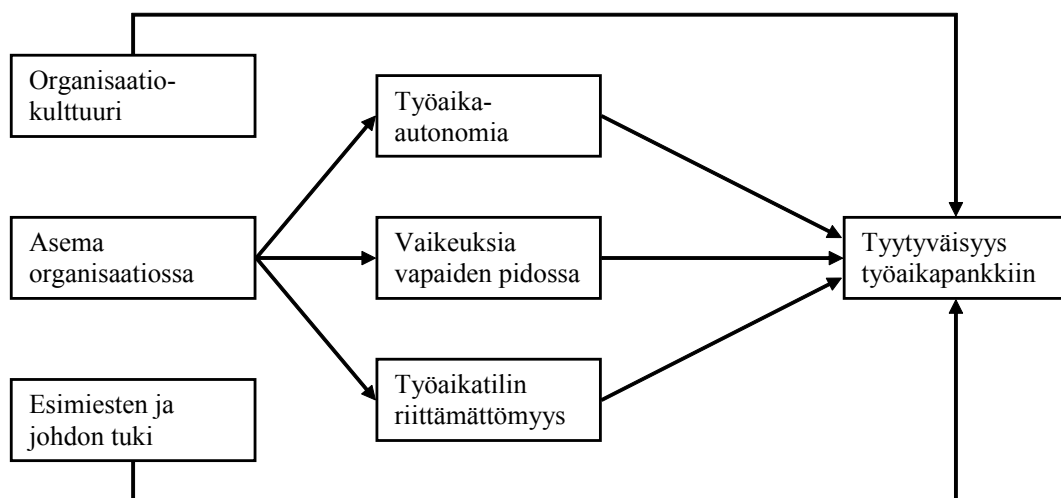 Organisaatio-
kulttuuri
Työaika-
autonomia
Asema
organisaatiossa
Vaikeuksia
vapaiden pidossa
Tyytyväisyys
työaikapankkiin
Esimiesten ja
johdon tuki
Työaikatilin
riittämättömyys